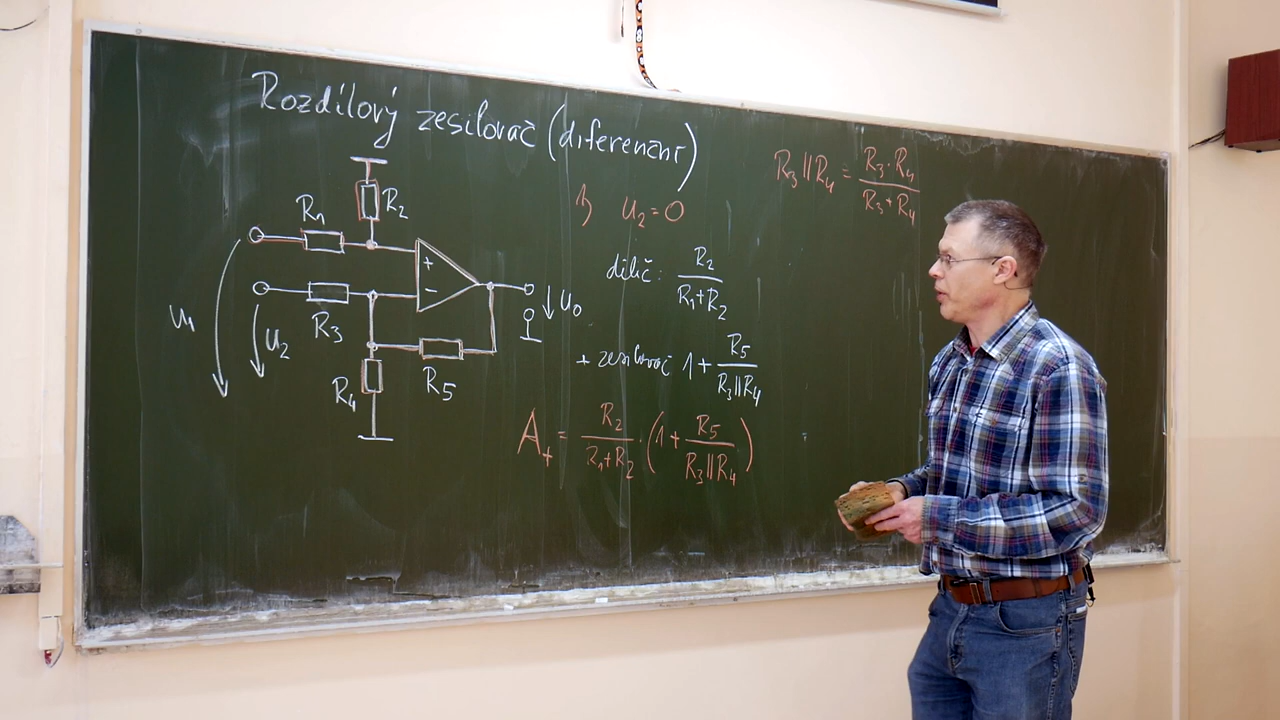 Rozdílový zesilovač (diferenční)
R1
R2
+
-
R3
R4
R5
u1
u2
u0
1) u2=0
dělič: R2/(R1+R2)
+ zesilovač 1+R5/(R3||R4)
A+ = R2/(R1+R2)·(1+R5/(R3||R4))
R3||R4 = (R3·R4)/(R3+R4)